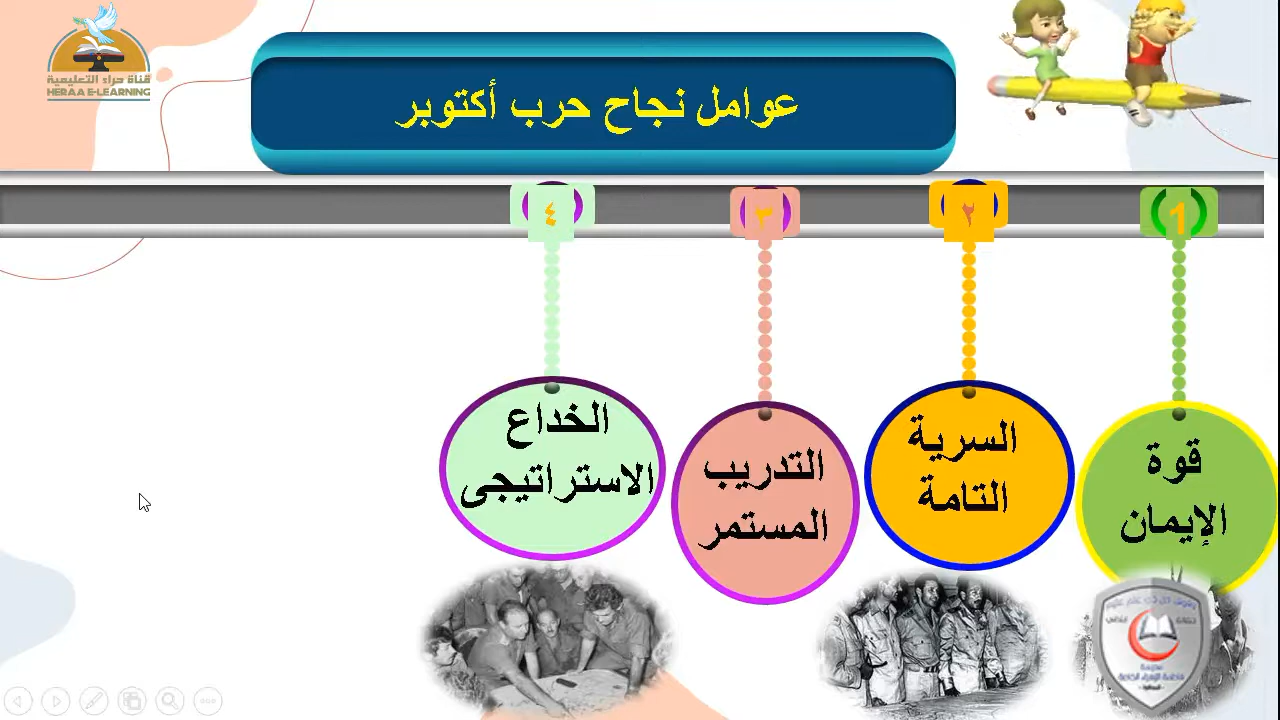 قناة حراء التعليمية
HERAA E-LEARNING
عوامل نجاح حرب أكتوبر
1
٢
٣
٤
قوة
الإيمان
السرية
التامة
التدريب
المستمر
الخداع
الاستراتيجى